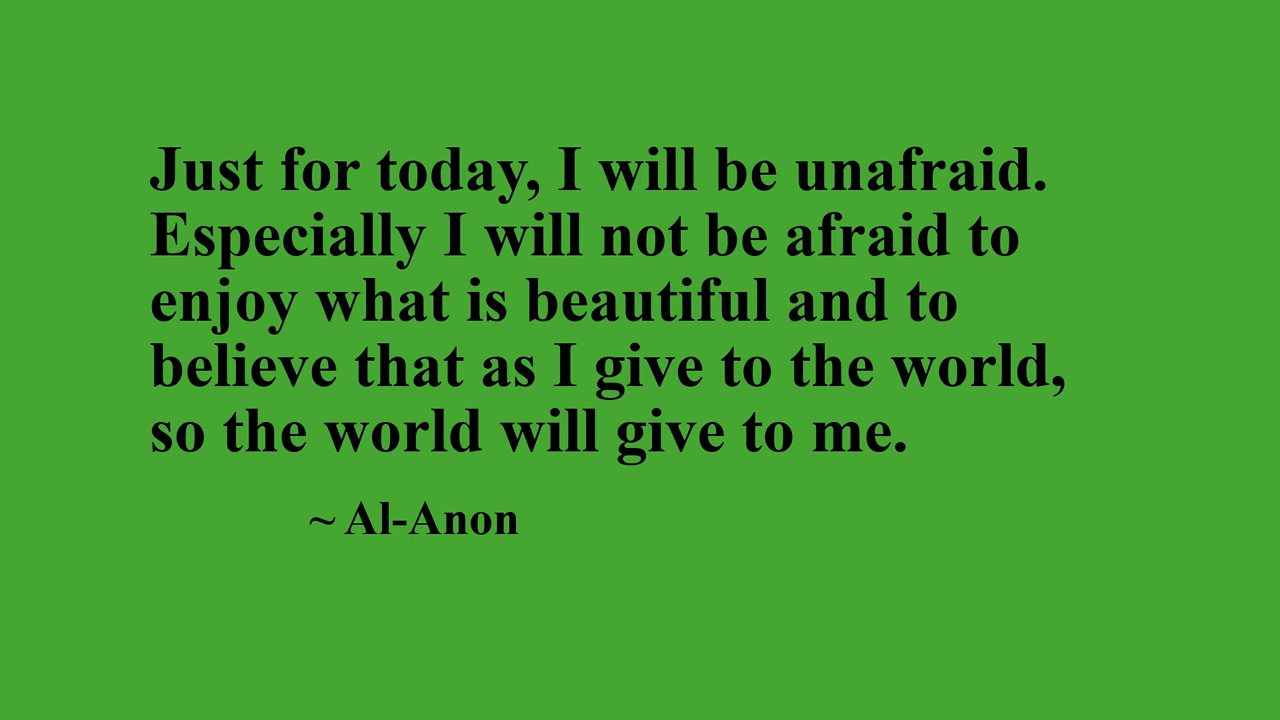 Just for today, I will be unafraid.
Especially I will not be afraid to
enjoy what is beautiful and to
believe that as I give to the world,
so the world will give to me.
~ Al-Anon